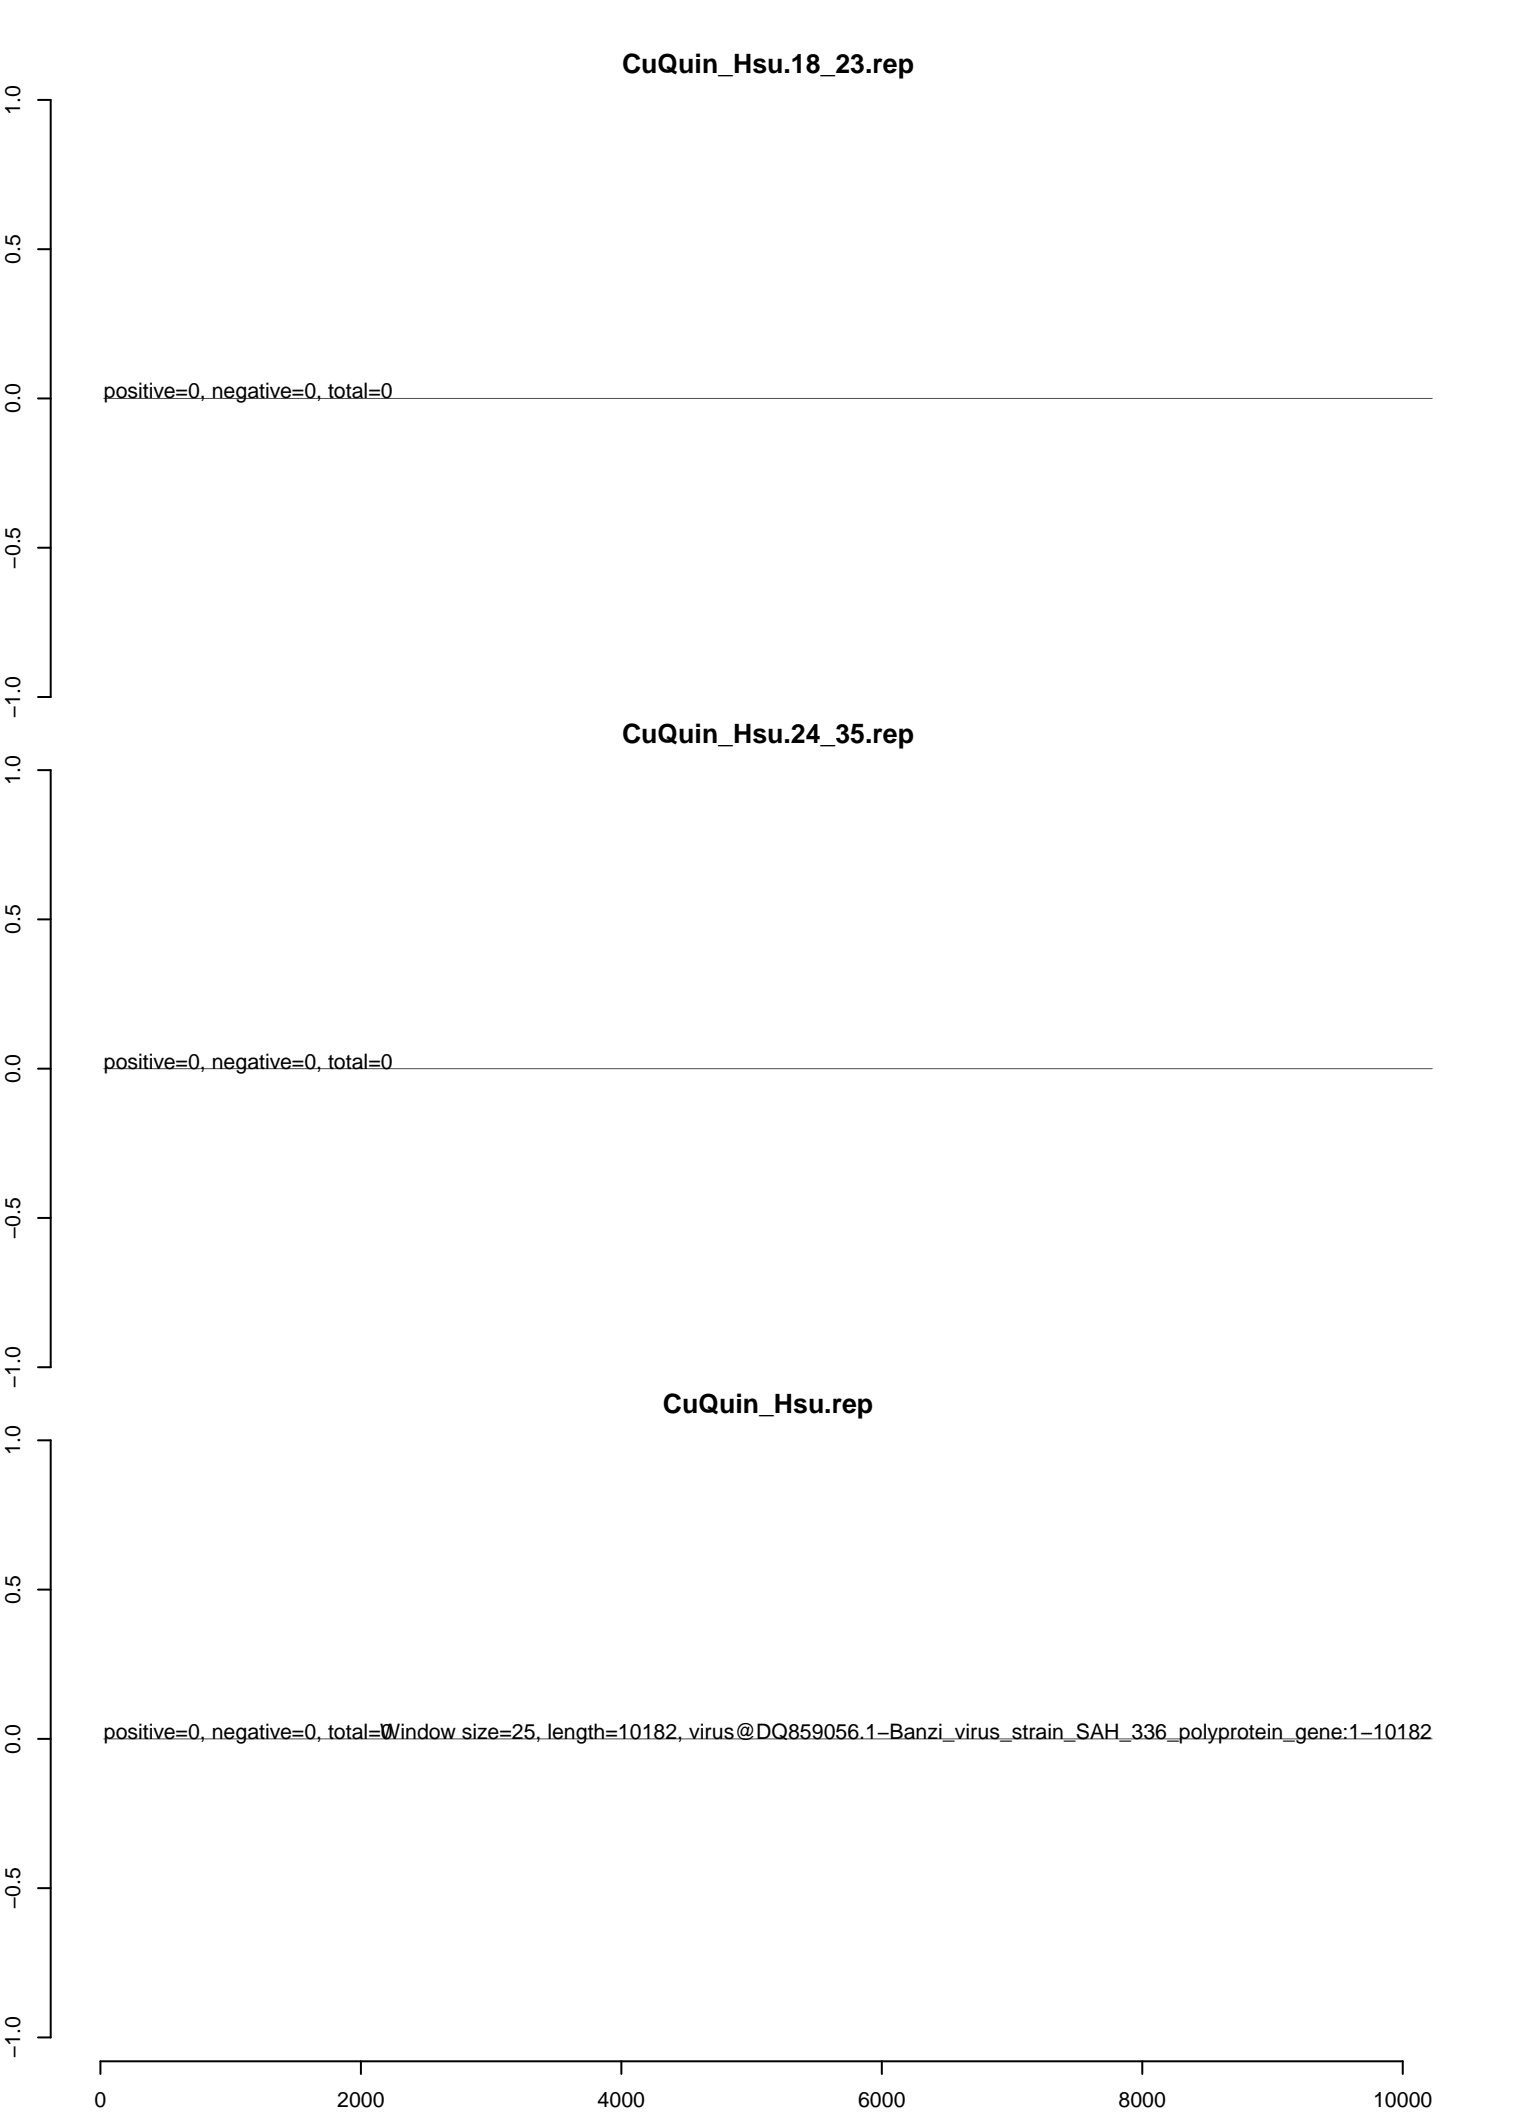 CuQuin_Hsu.18_23.rep
1.0
0.5
0.0
−0.5
−1.0
positive=0, negative=0, total=0
CuQuin_Hsu.24_35.rep
1.0
0.5
0.0
−0.5
−1.0
positive=0, negative=0, total=0
CuQuin_Hsu.rep
1.0
0.5
0.0
−0.5
−1.0
positive=0, negative=0, total=0
Window size=25, length=10182, virus@DQ859056.1−Banzi_virus_strain_SAH_336_polyprotein_gene:1−10182
0 2000 4000 6000 8000 10000